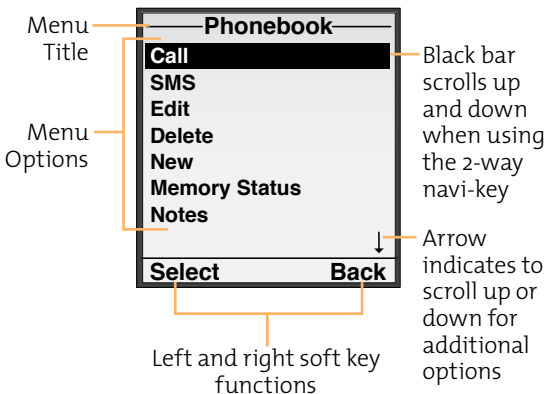 Menu
Title
Menu
Options
Phonebook
Call
SMS
Edit
Delete
New
Memory Status
Notes
Select Back
Black bar
scrolls up
and down
when using
the 2-way
navi-key
Arrow
indicates to
scroll up or
down for
additional
options
Left and right soft key
functions